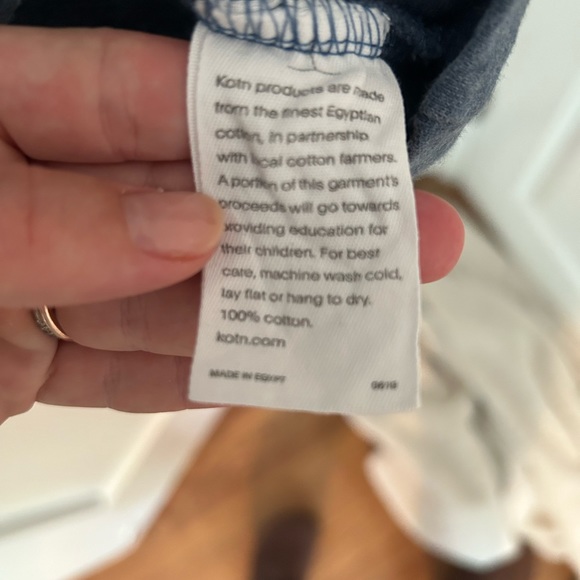 Kotn products are made
from the finest Egyptian
cotton, in partnership
with local cotton farmers.
A portion of this garment's
proceeds will go towards
providing education for
their children. For best
care, machine wash cold,
lay flat or hang to dry.
100% cotton.
kotn.com
MADE IN EGYPT